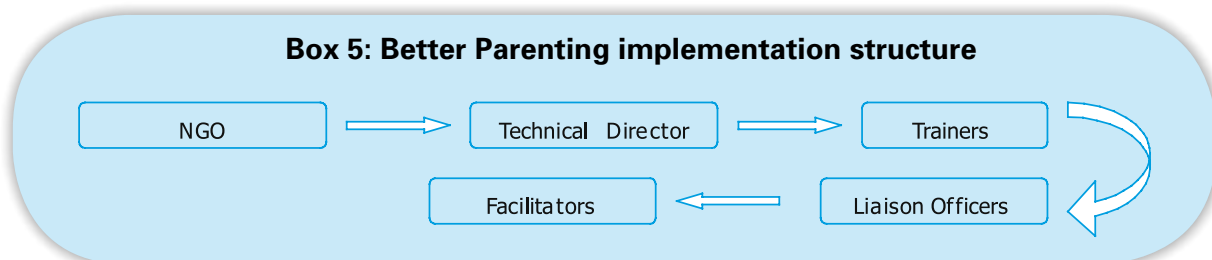 Box 5: Better Parenting implementation structure
NGO
Technical Director
Trainers
Liaison Officers
Facilitators